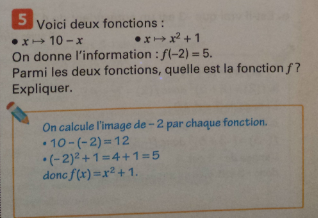 5 Voici deux fonctions :
• x ↦ 10 – x • x ↦ x² + 1
On donne l'information : f(–2) = 5.
Parmi les deux fonctions, quelle est la fonction f ?
Expliquer.
On calcule l'image de – 2 par chaque fonction.
• 10 – (– 2) = 12
• (– 2)² + 1 = 4 + 1 = 5
donc f(x) = x² + 1.